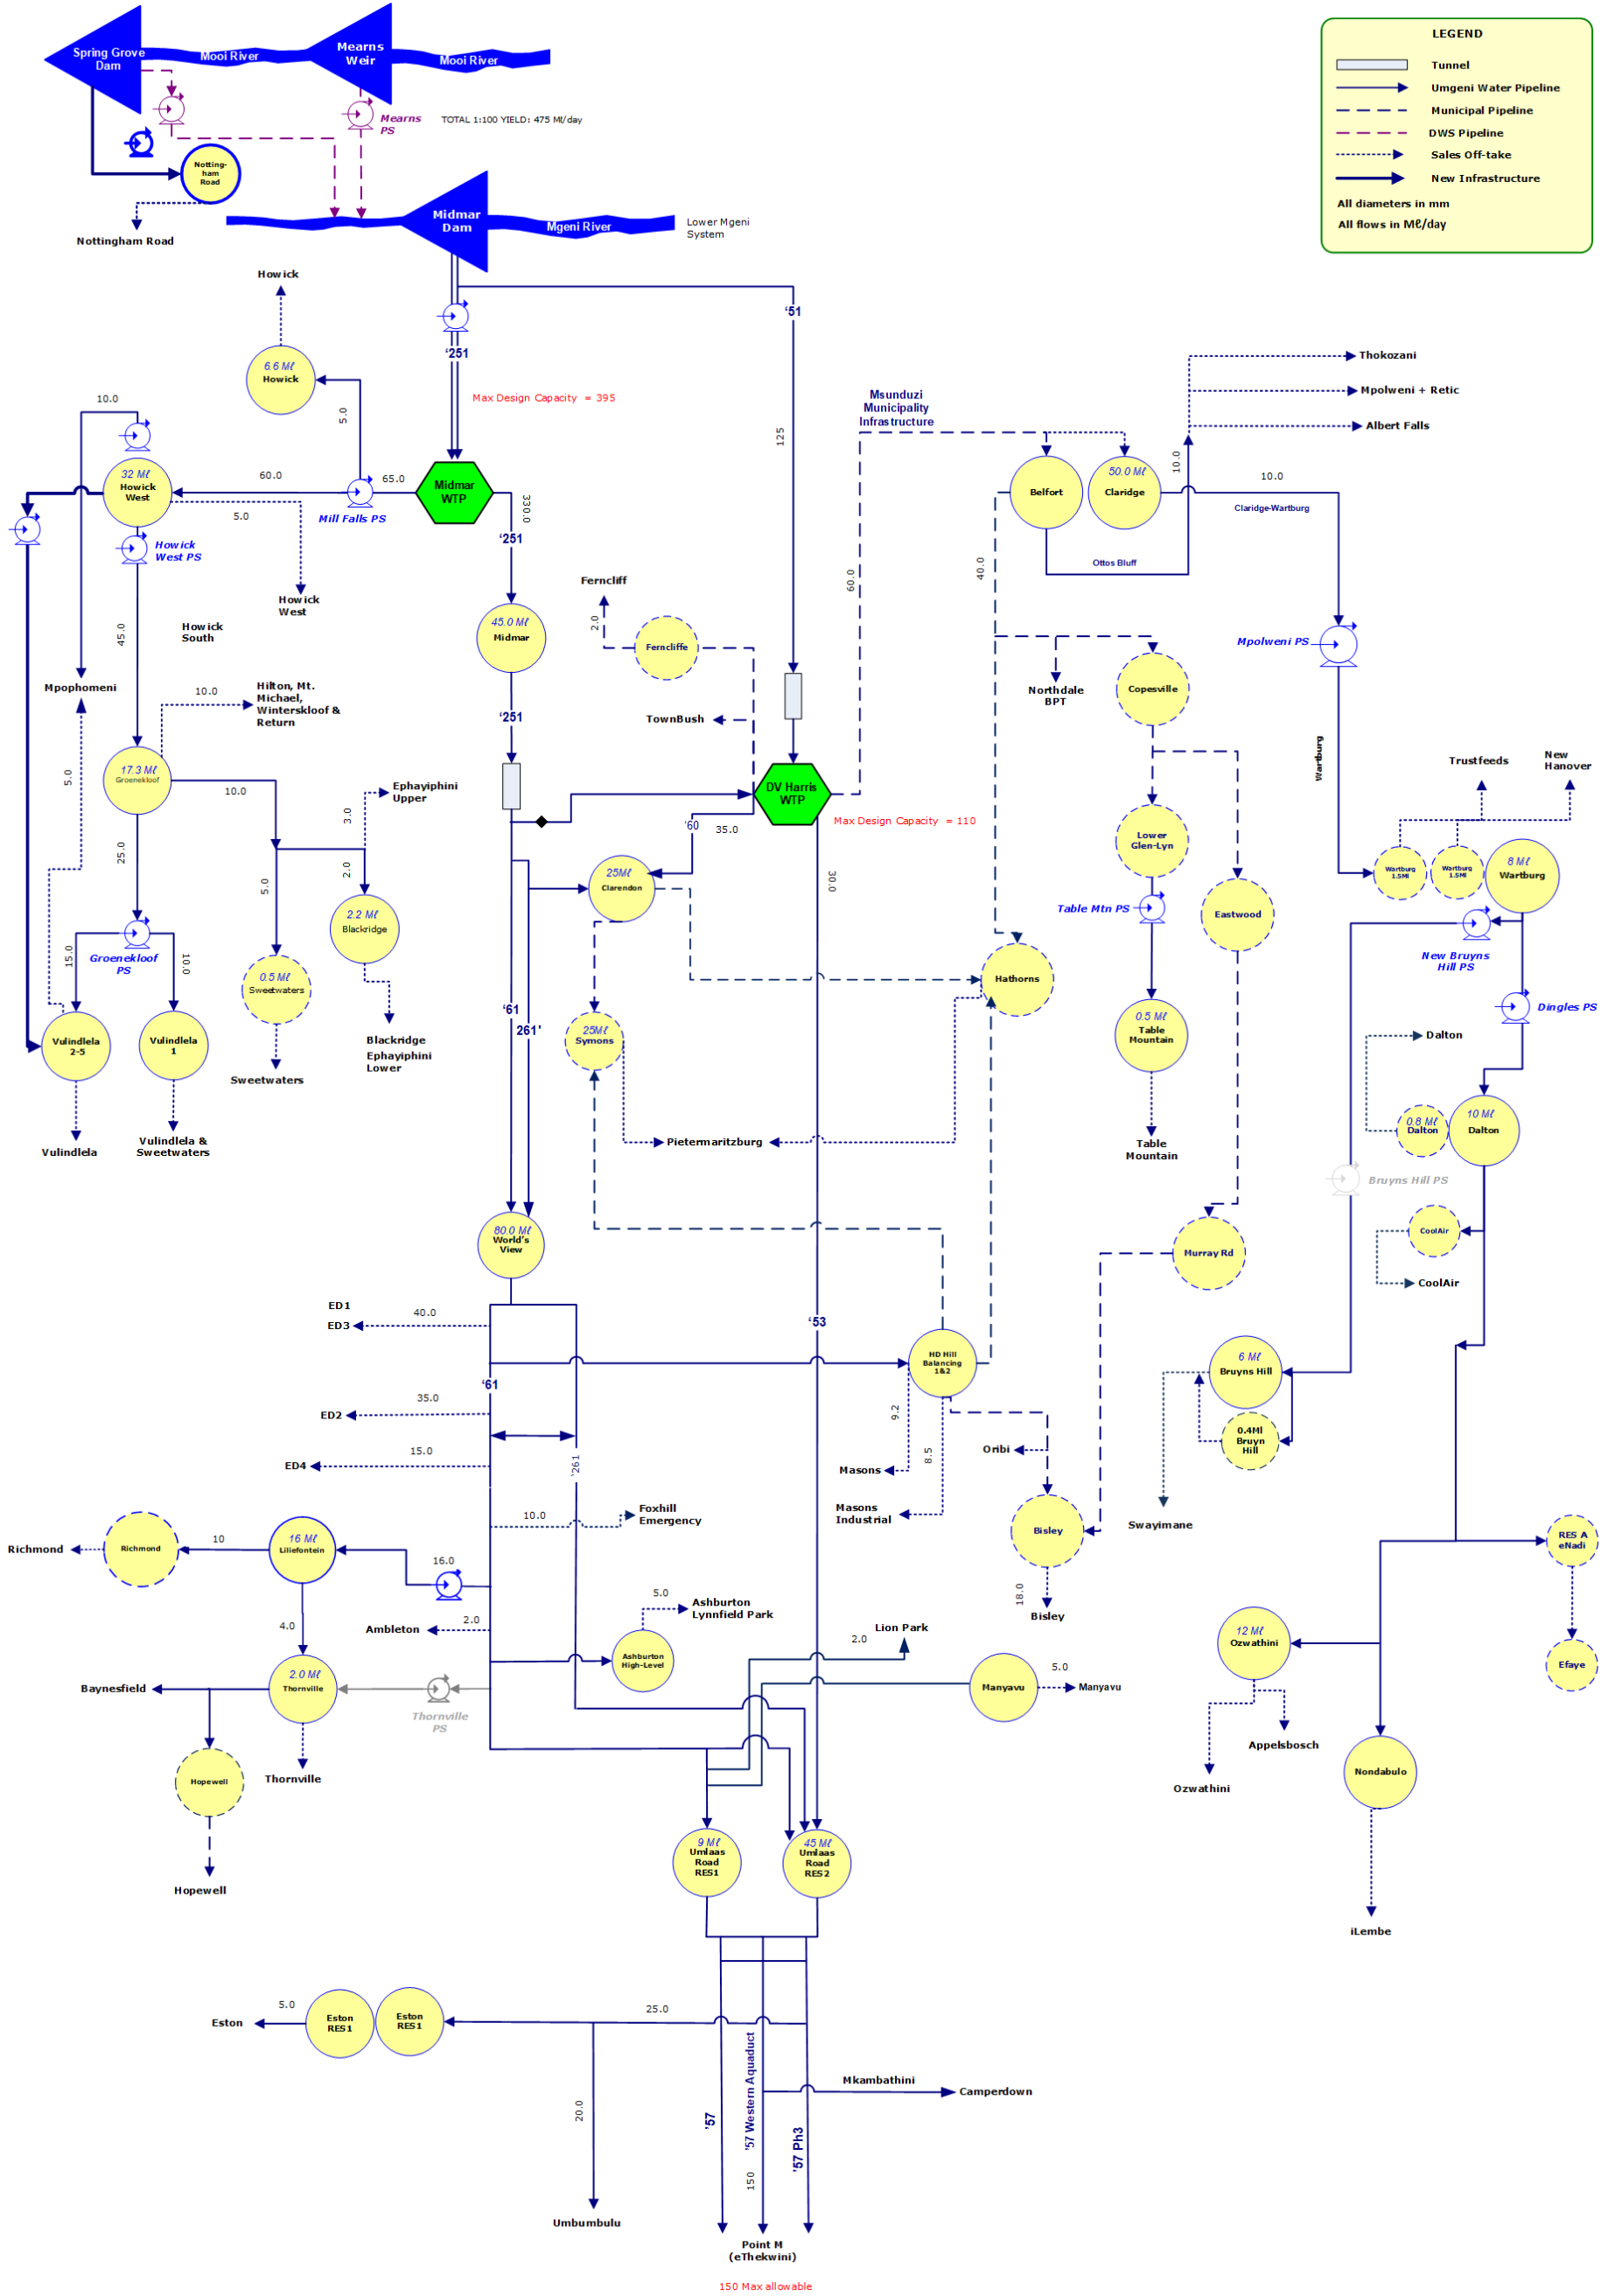 Spring Grove
Dam
Mooi River
Mearns
Weir
Mooi River
Mearns
PS
TOTAL 1:100 YIELD: 475 Mℓ/day
Notting-
ham
Road
Nottingham Road
Midmar
Dam
Mgeni River
Lower Mgeni
System
LEGEND
Tunnel
Umgeni Water Pipeline
Municipal Pipeline
DWS Pipeline
Sales Off-take
New Infrastructure
All diameters in mm
All flows in Mℓ/day
Howick
6.6 Mℓ
Howick
5.0
‘251
‘51
Max Design Capacity = 395
125
Msunduzi
Municipality
Infrastructure
Thokozani
Mpolweni + Retic
Albert Falls
10.0
10.0
32 Mℓ
Howick
West
60.0
65.0
5.0
Mill Falls PS
Midmar
WTP
330.0
‘251
Howick
West PS
Howick
West
Howick
South
45.0
Belfort
50.0 Mℓ
Claridge
10.0
Claridge-Wartburg
Ottos Bluff
40.0
60.0
Ferncliff
2.0
Ferncliffe
45.0 Mℓ
Midmar
‘251
TownBush
Mpophomeni
10.0
Hilton, Mt.
Michael,
Winterskloof &
Return
5.0
17.3 Mℓ
Groenekloof
10.0
3.0
Ephayiphini
Upper
25.0
5.0
2.0
2.2 Mℓ
Blackridge
Northdale
BPT
Copesville
Mpolweni PS
Wartburg
DV Harris
WTP
Max Design Capacity = 110
‘60
35.0
30.0
25Mℓ
Clarendon
Lower
Glen-Lyn
Table Mtn PS
Eastwood
Trustfeeds
New
Hanover
Wartburg
1.5Ml
Wartburg
1.5Ml
8 Mℓ
Wartburg
New Bruyns
Hill PS
Dingles PS
Groenekloof
PS
15.0
10.0
0.5 Mℓ
Sweetwaters
Vulindlela
2-5
Vulindlela
1
Sweetwaters
Blackridge
Ephayiphini
Lower
Vulindlela
Vulindlela &
Sweetwaters
‘61
261'
25Mℓ
Symons
Hathorns
0.5 Mℓ
Table
Mountain
Table
Mountain
Pietermaritzburg
Dalton
0.8 Mℓ
Dalton
10 Mℓ
Dalton
Bruyns Hill PS
80.0 Mℓ
World’s
View
Murray Rd
CoolAir
CoolAir
ED1
ED3
40.0
‘61
‘53
HD Hill
Balancing
1&2
6 Mℓ
Bruyns Hill
0.4Ml
Bruyn
Hill
ED2
35.0
9.2
8.5
ED4
15.0
‘261
Oribi
Masons
Masons
Industrial
Bisley
Swayimane
10.0
Foxhill
Emergency
Richmond
Richmond
10
16 Mℓ
Liliefontein
16.0
18.0
Bisley
RES A
eNadi
4.0
Ambleton
2.0
5.0
Ashburton
Lynnfield Park
Ashburton
High-Level
Lion Park
2.0
12 Mℓ
Ozwathini
Efaye
Baynesfield
2.0 Mℓ
Thornville
Thornville
PS
Manyavu
5.0
Manyavu
Appelsbosch
Ozwathini
Nondabulo
Thornville
Hopewell
Hopewell
9 Mℓ
Umlaas
Road
RES1
45 Mℓ
Umlaas
Road
RES2
iLembe
Eston
5.0
Eston
RES1
Eston
RES1
25.0
20.0
Umbumbulu
Mkambathini
Camperdown
’57
’57 Western Aquaduct
150
’57 Ph3
Point M
(eThekwini)
150 Max allowable